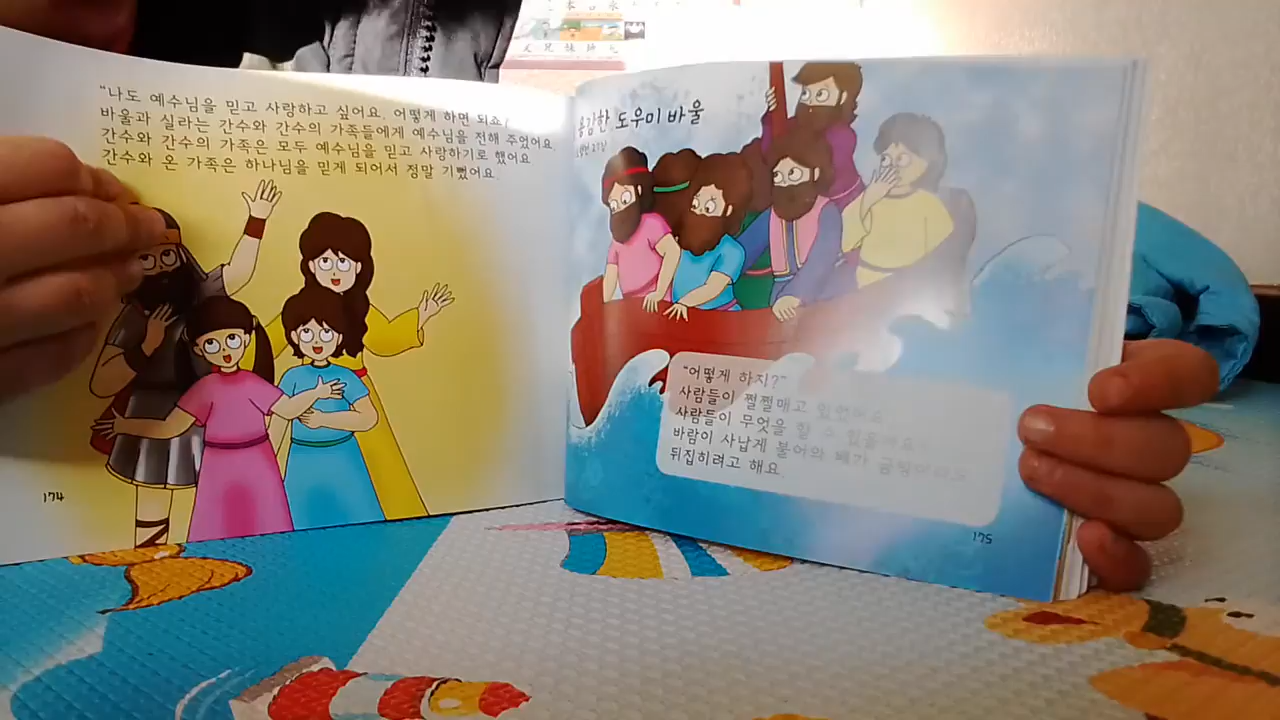 "나도 예수님을 믿고 사랑하고 싶어요. 어떻게 하면 되죠?
바울과 실라는 간수와 간수의 가족들에게 예수님을 전해 주었어요.
간수와 간수의 가족은 모두 예수님을 믿고 사랑하기로 했어요
간수와 온 가족은 하나님을 믿게 되어서 정말 기뻤어요.
174
용감한 도우미 바울
27장
"어떻게 하지?"
사람들이 쩔쩔매고 있었어요.
사람들이 무엇을 할 수 있을까요?
바람이 사납게 불어와 배가
뒤집히려고 해요.
175